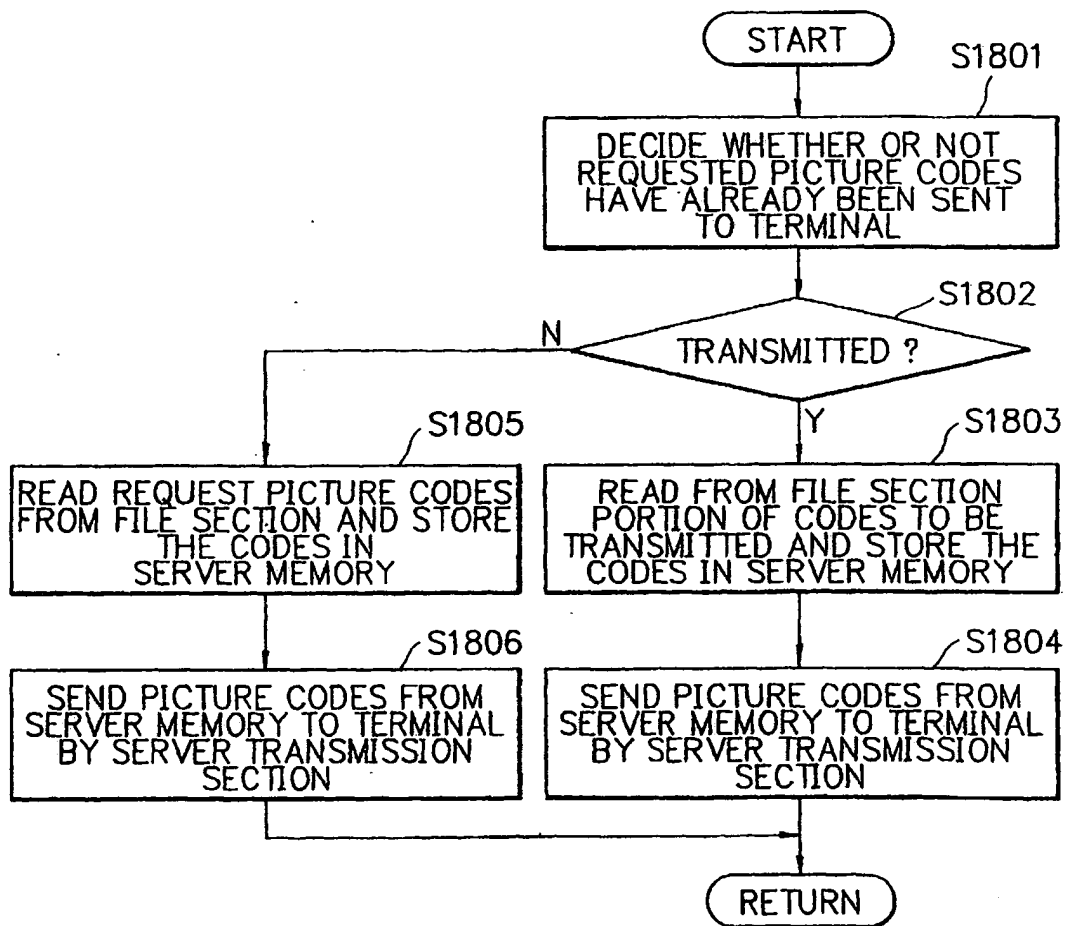 START
S1801
DECIDE WHETHER OR NOT
REQUESTED PICTURE CODES
HAVE ALREADY BEEN SENT
TO TERMINAL
S1802
TRANSMITTED ?
N
Y
S1805
READ REQUEST PICTURE CODES
FROM FILE SECTION AND STORE
THE CODES IN
SERVER MEMORY
S1803
READ FROM FILE SECTION
PORTION OF CODES TO BE
TRANSMITTED AND STORE THE
CODES IN SERVER MEMORY
S1806
SEND PICTURE CODES FROM
SERVER MEMORY TO TERMINAL
BY SERVER TRANSMISSION
SECTION
S1804
SEND PICTURE CODES FROM
SERVER MEMORY TO TERMINAL
BY SERVER TRANSMISSION
SECTION
RETURN